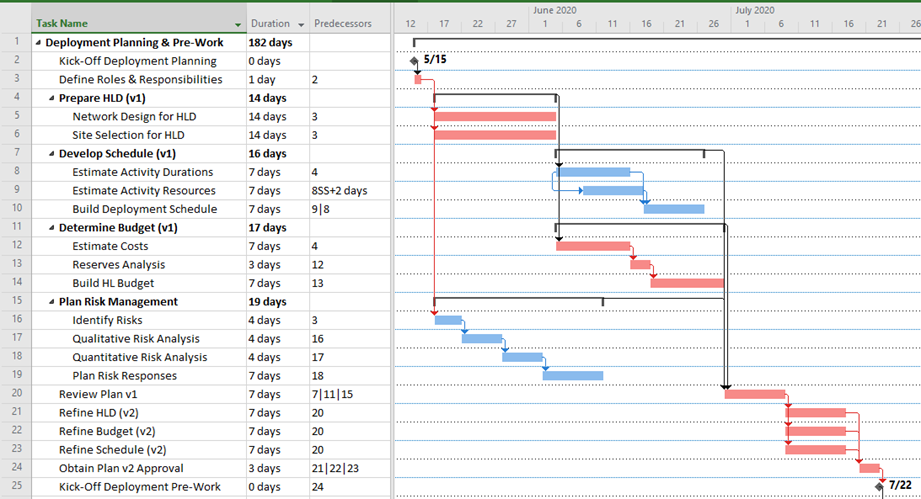 June 2020 July 2020
Task Name Duration Predecessors 12 17 22 27 1 6 11 16 21 26 1 6 11 16 21 26
1 Deployment Planning & Pre-Work 182 days
2 Kick-Off Deployment Planning 0 days 5/15
3 Define Roles & Responsibilities 1 day 2
4 Prepare HLD (v1) 14 days
5 Network Design for HLD 14 days 3
6 Site Selection for HLD 14 days 3
7 Develop Schedule (v1) 16 days
8 Estimate Activity Durations 7 days 4
9 Estimate Activity Resources 7 days 8SS+2 days
10 Build Deployment Schedule 7 days 9|8
11 Determine Budget (v1) 17 days
12 Estimate Costs 7 days 4
13 Reserves Analysis 3 days 12
14 Build HL Budget 7 days 13
15 Plan Risk Management 19 days
16 Identify Risks 4 days 3
17 Qualitative Risk Analysis 4 days 16
18 Quantitative Risk Analysis 4 days 17
19 Plan Risk Responses 7 days 18
20 Review Plan v1 7 days 7|11|15
21 Refine HLD (v2) 7 days 20
22 Refine Budget (v2) 7 days 20
23 Refine Schedule (v2) 7 days 20
24 Obtain Plan v2 Approval 3 days 21|22|23
25 Kick-Off Deployment Pre-Work 0 days 24 7/22